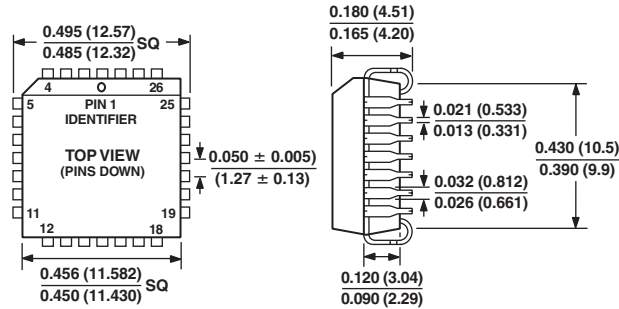 0.495 (12.57)
0.485 (12.32) SQ
4 26
5 PIN 1 25
IDENTIFIER
TOP VIEW
(PINS DOWN)
11 19
12 18
0.050 ± 0.005)
(1.27 ± 0.13)
0.456 (11.582)
0.450 (11.430) SQ
0.180 (4.51)
0.165 (4.20)
0.021 (0.533)
0.013 (0.331)
0.430 (10.5)
0.390 (9.9)
0.032 (0.812)
0.026 (0.661)
0.120 (3.04)
0.090 (2.29)